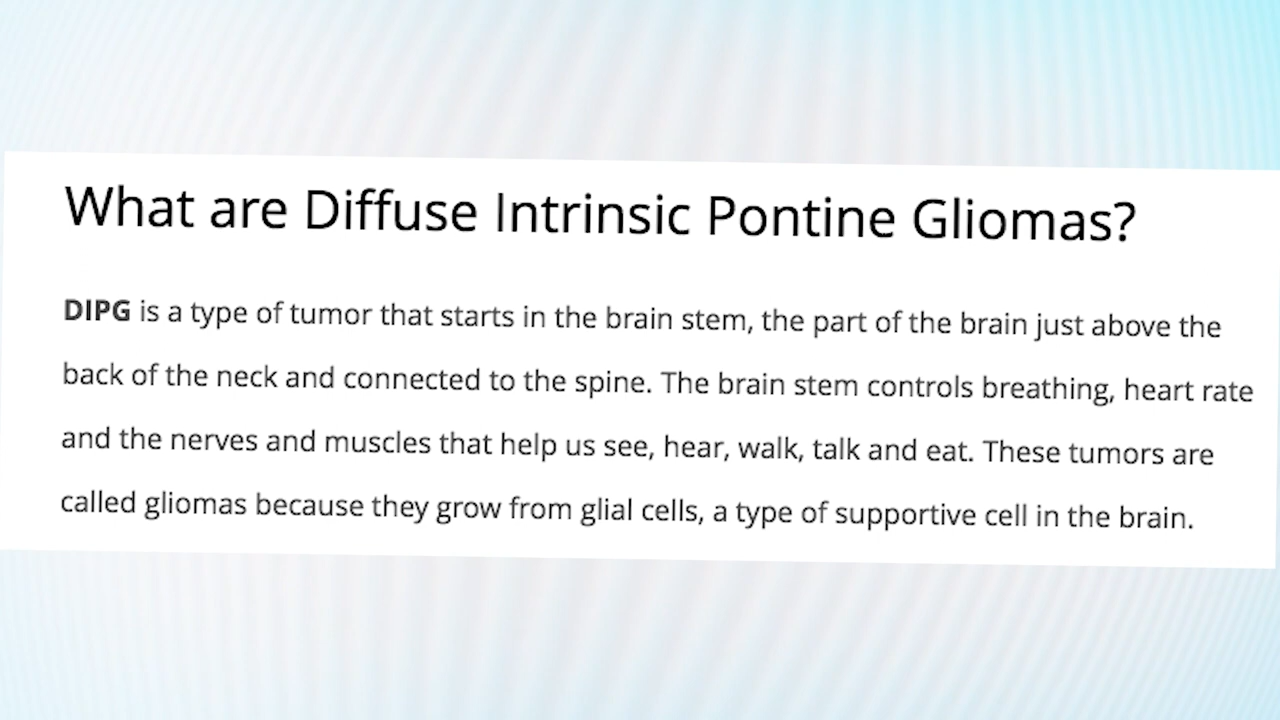 What are Diffuse Intrinsic Pontine Gliomas?
DIPG is a type of tumor that starts in the brain stem, the part of the brain just above the
back of the neck and connected to the spine. The brain stem controls breathing, heart rate
and the nerves and muscles that help us see, hear, walk, talk and eat. These tumors are
called gliomas because they grow from glial cells, a type of supportive cell in the brain.